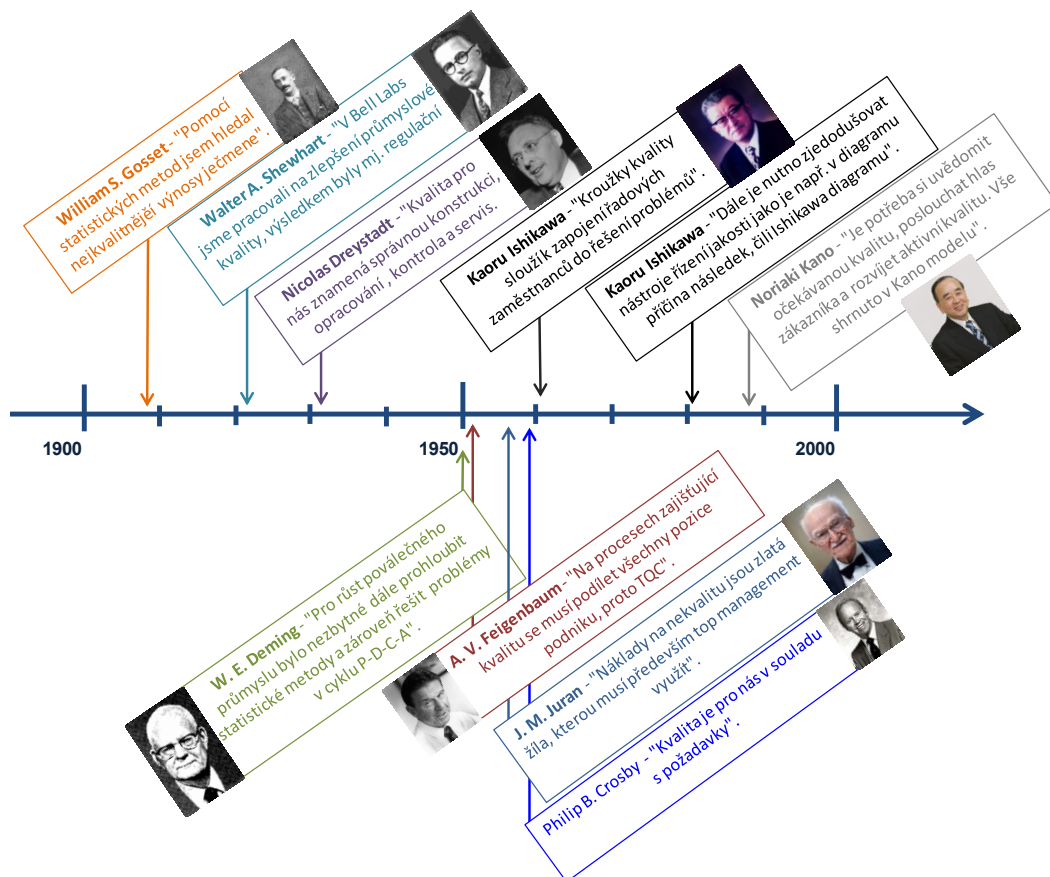 William S. Gosset - "Pomocí
statistických metod jsem hledal
nejkvalitnější výnosy ječmene" .
Walter A. Shewhart - "V Bell Labs
jsme pracovali na zlepšení průmyslové
kvality, výsledkem byly mj. regulační
Nicolas Dreystadt - "Kvalita pro
nás znamená správnou konstrukci,
opracování , kontrola a servis.
Kaoru Ishikawa - "Kroužky kvality
slouží k zapojení řadových
zaměstnanců do řešení problémů" .
Kaoru Ishikawa - "Dále je nutno zjedodušovat
nástroje řízení jakosti jako je např. v diagramu
příčina následek, čili Ishikawa diagramu" .
Noriaki Kano - "Je potřeba si uvědomit
očekávanou kvalitu, poslouchat hlas
zákazníka a rozvíjet aktivní kvalitu. Vše
shrnuto v Kano modelu" .
1900
1950
2000
W. E. Deming - "Pro růst poválečného
průmyslu bylo nezbytné dále prohloubit
statistické metody a zároveň řešit problémy
v cyklu P-D-C-A" .
A. V. Feigenbaum - "Na procesech zajišťující
kvalitu se musí podílet všechny pozice
podniku, proto TQC" .
J. M. Juran - "Náklady na nekvalitu jsou zlatá
žíla, kterou musí především top management
využít" .
Philip B. Crosby - "Kvalita je pro nás v souladu
s požadavky" .